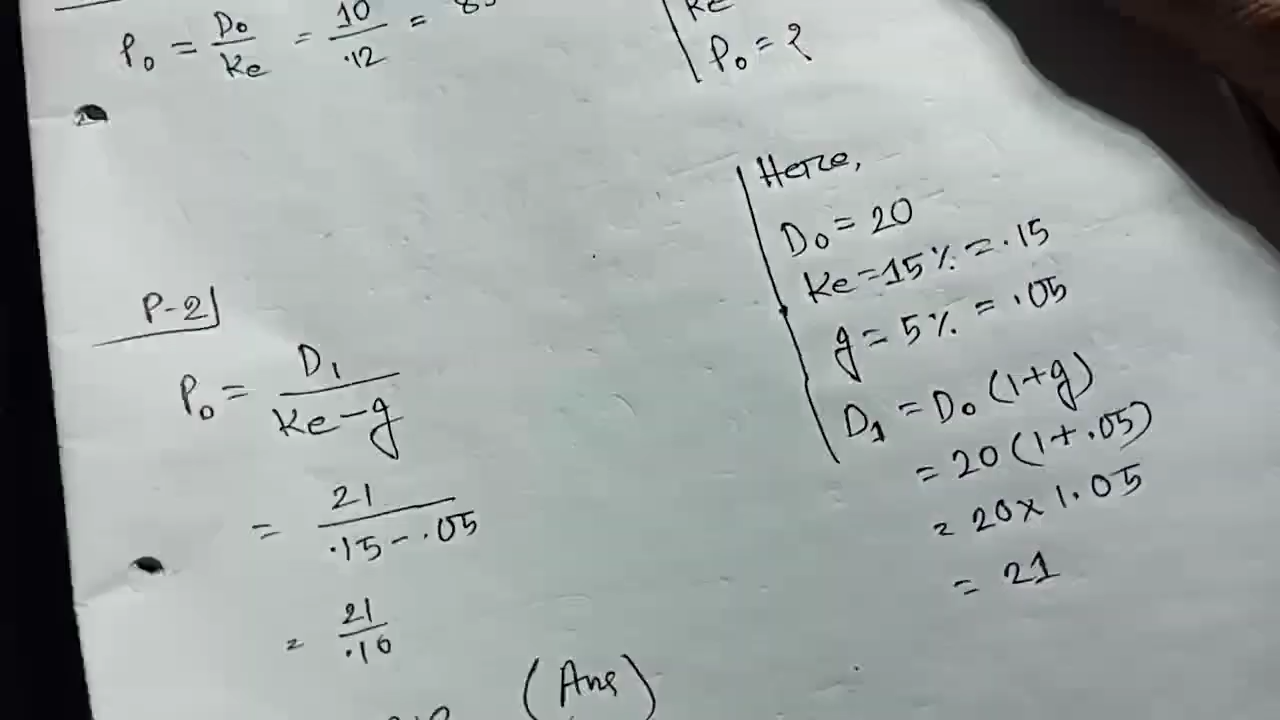 P₀ = D₀/Ke = 10/.12 =
Ke
P₀ = ?
Here,
D₀ = 20
Ke = 15% = .15
g = 5% = .05
D₁ = D₀ (1+g)
= 20 (1+.05)
= 20 × 1.05
= 21
P-2
P₀ = D₁/Ke-g
= 21/.15-.05
= 21/.10
(Ans)